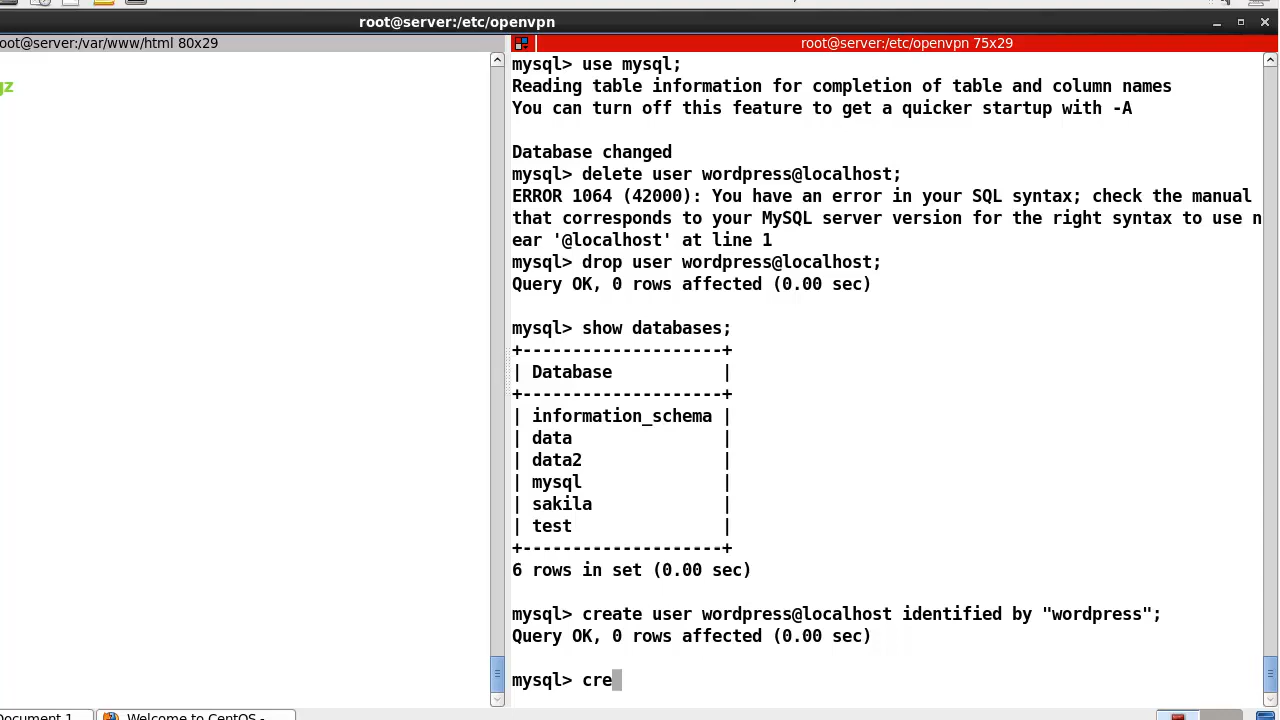 root@server:/etc/openvpn
oot@server:/var/www/html 80x29
root@server:/etc/openvpn 75x29
gz
mysql> use mysql;
Reading table information for completion of table and column names
You can turn off this feature to get a quicker startup with -A
Database changed
mysql> delete user wordpress@localhost;
ERROR 1064 (42000): You have an error in your SQL syntax; check the manual
that corresponds to your MySQL server version for the right syntax to use n
ear '@localhost' at line 1
mysql> drop user wordpress@localhost;
Query OK, 0 rows affected (0.00 sec)
mysql> show databases;
+--------------------+
| Database           |
+--------------------+
| information_schema |
| data               |
| data2              |
| mysql              |
| sakila             |
| test               |
+--------------------+
6 rows in set (0.00 sec)
mysql> create user wordpress@localhost identified by "wordpress";
Query OK, 0 rows affected (0.00 sec)
mysql> cre
Document 1
Welcome to CentOS -